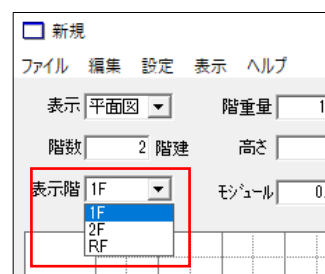 新規
ファイル 編集 設定 表示 ヘルプ
表示 平面図 階重量 1
階数 2 階建 高さ
表示階 1F ﾓｼﾞｭｰﾙ 0.
1F
2F
RF